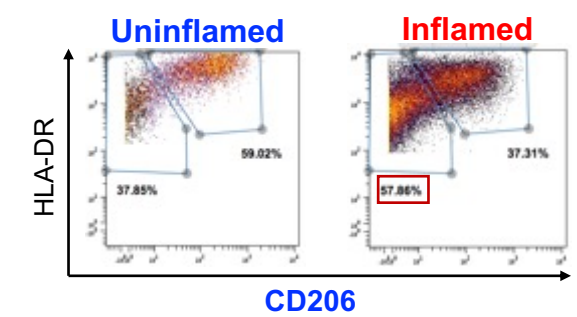 Uninflamed Inflamed
HLA-DR
59.02%
37.85%
37.31%
57.86%
CD206